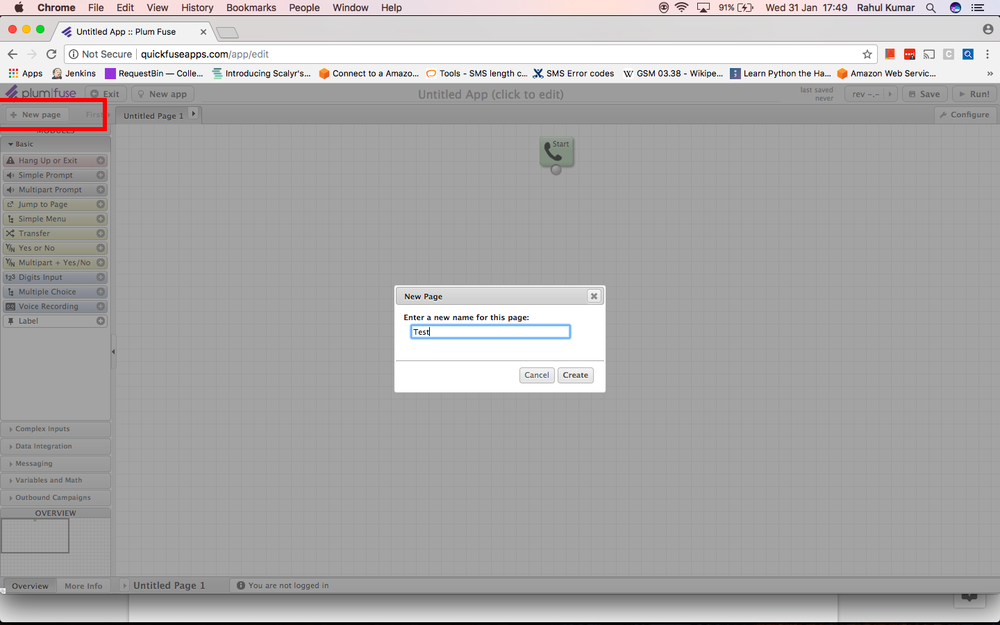 Chrome File Edit View History Bookmarks People Window Help 91% Wed 31 Jan 17:49 Rahul Kumar
Untitled App :: Plum Fuse
Not Secure quickfuseapps.com/app/edit
Apps Jenkins RequestBin — Colle... Introducing Scalyr's... Connect to a Amazo... Tools - SMS length c... SMS Error codes W GSM 03.38 - Wikipe... Learn Python the Ha... Amazon Web Servic... »
plum|fuse Exit New app Untitled App (click to edit) last saved never rev -.- Save Run!
New page First Untitled Page 1 Configure
MODULES
Basic
Hang Up or Exit
Simple Prompt
Multipart Prompt
Jump to Page
Simple Menu
Transfer
Y/N Yes or No
Y/N Multipart + Yes/No
123 Digits Input
Multiple Choice
Voice Recording
Label
Complex Inputs
Data Integration
Messaging
Variables and Math
Outbound Campaigns
OVERVIEW
Overview More Info
Start
New Page
Enter a new name for this page:
Test
Cancel Create
Untitled Page 1 You are not logged in